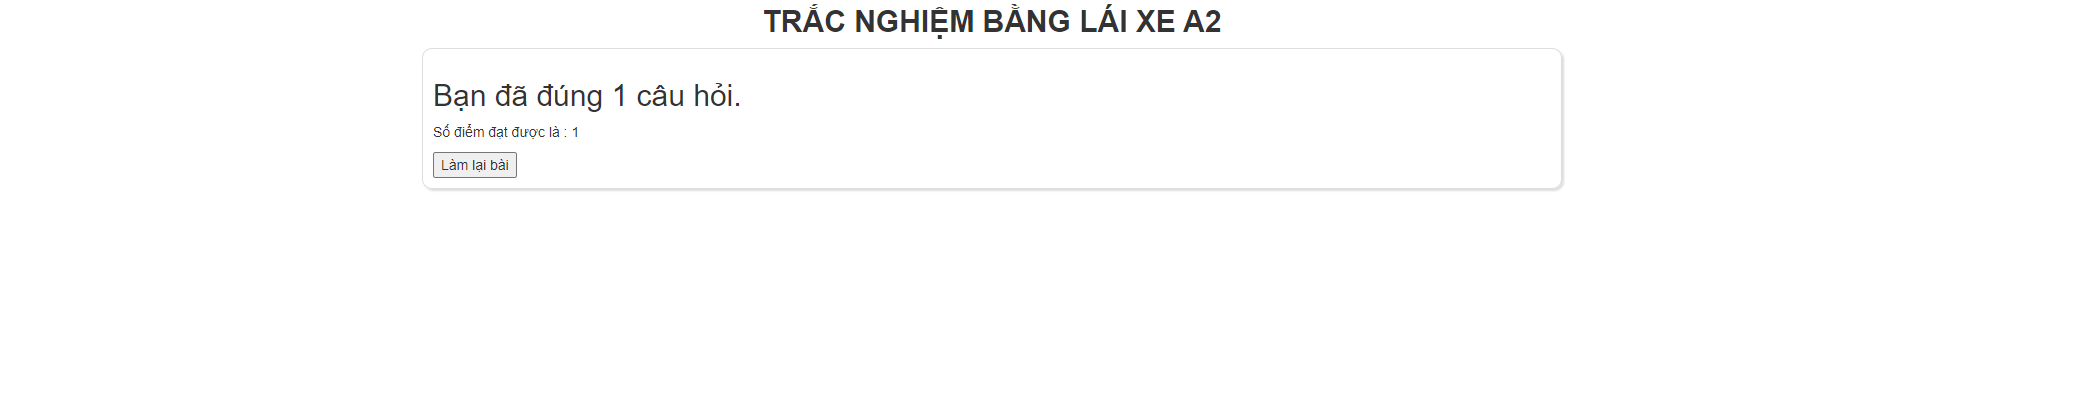 TRẮC NGHIỆM BẰNG LÁI XE A2
Bạn đã đúng 1 câu hỏi.
Số điểm đạt được là : 1
Làm lại bài